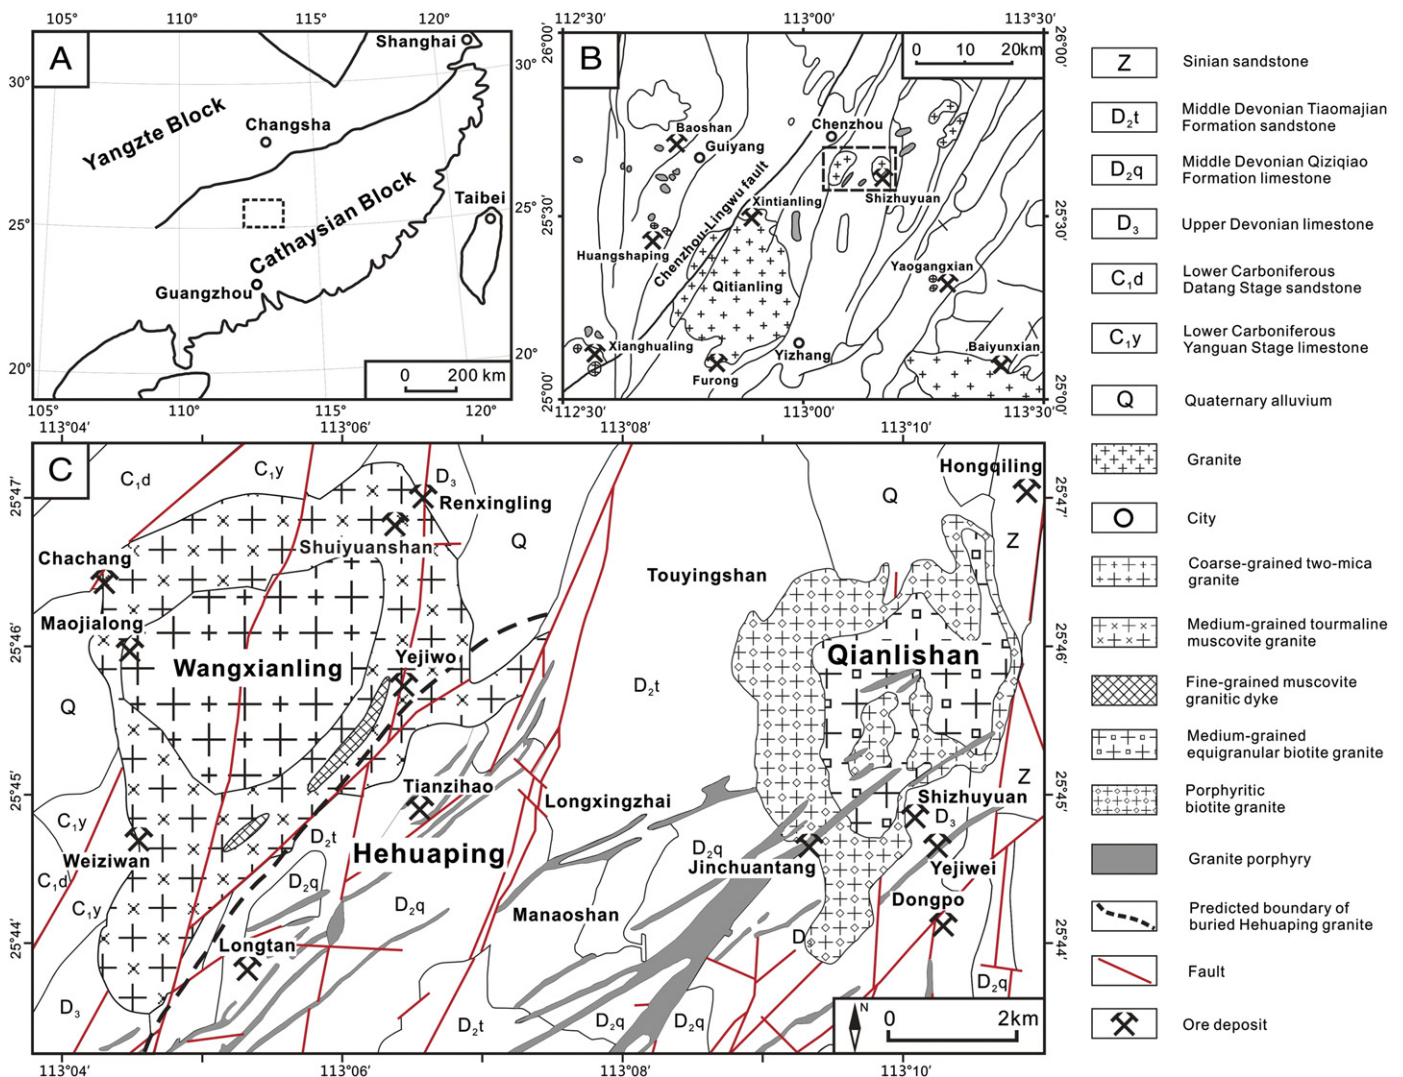 105°
110°
115°
120°
A
Shanghai
30°
30°
Yangzte Block
Changsha
Cathaysian Block
Taibei
25°
25°
Guangzhou
20°
20°
0
200 km
105°
110°
115°
120°
112°30′
113°00′
113°30′
26°00′
26°00′
B
0
10
20km
Baoshan
Chenzhou
Guiyang
Chenzhou-Lingwu fault
Shizhuyuan
Xintianling
25°30′
25°30′
Huangshaping
Qitianling
Yaogangxian
Xianghualing
Yizhang
Baiyunxian
Furong
25°00′
25°00′
112°30′
113°00′
113°30′
113°04′
113°06′
113°08′
113°10′
C
C₁d
C₁y
D₃
Renxingling
Hongqiling
25°47′
25°47′
Q
Q
Z
Shuiyuanshan
Chachang
Touyingshan
Maojialong
25°46′
25°46′
Wangxianling
Yejiwo
Qianlishan
D₂t
Q
25°45′
25°45′
Tianzihao
Longxingzhai
Z
Shizhuyuan
C₁y
D₂t
D₃
Weiziwan
Hehuaping
D₂q
Jinchuantang
Yejiwei
C₁d
D₂q
C₁y
D₂q
Manaoshan
Dongpo
25°44′
25°44′
Longtan
D₃
D₂t
D₂q
D₂q
D₂q
N
0
2km
113°04′
113°06′
113°08′
113°10′
Z
Sinian sandstone
D₂t
Middle Devonian Tiaomajian
Formation sandstone
D₂q
Middle Devonian Qiziqiao
Formation limestone
D₃
Upper Devonian limestone
C₁d
Lower Carboniferous
Datang Stage sandstone
C₁y
Lower Carboniferous
Yanguan Stage limestone
Q
Quaternary alluvium
Granite
City
Coarse-grained two-mica
granite
Medium-grained tourmaline
muscovite granite
Fine-grained muscovite
granitic dyke
Medium-grained
equigranular biotite granite
Porphyritic
biotite granite
Granite porphyry
Predicted boundary of
buried Hehuaping granite
Fault
Ore deposit